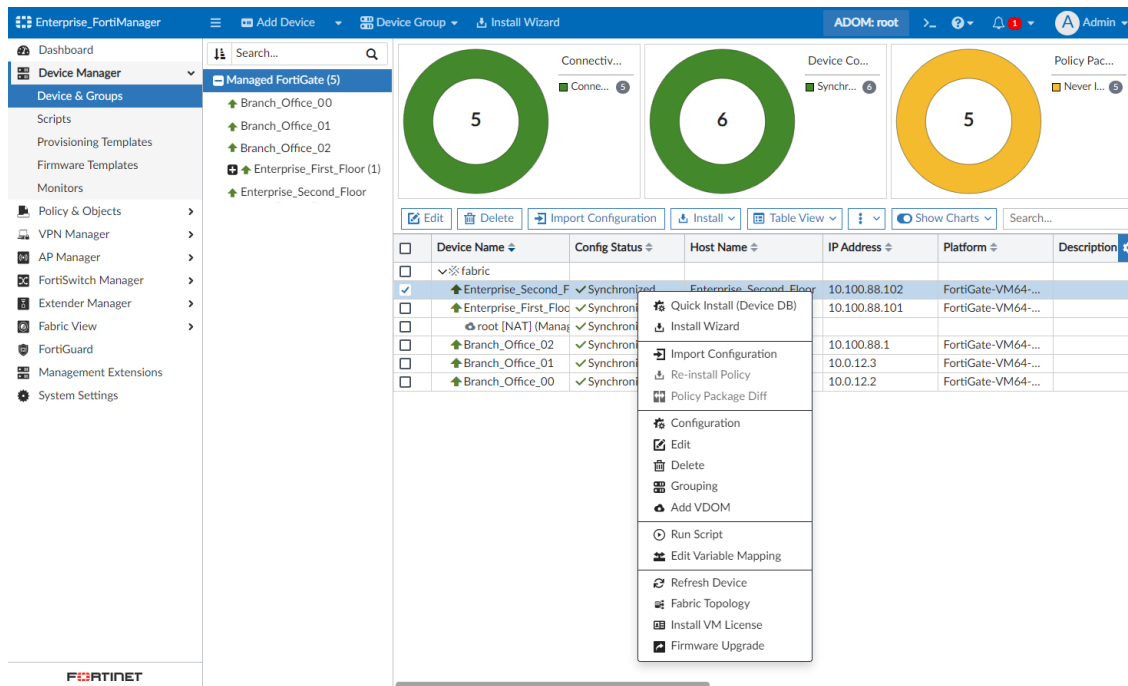 Enterprise_FortiManager
Add Device
Device Group
Install Wizard
ADOM: root
>_
?
1
A Admin
Dashboard
Device Manager
Device & Groups
Scripts
Provisioning Templates
Firmware Templates
Monitors
Policy & Objects
VPN Manager
AP Manager
FortiSwitch Manager
Extender Manager
Fabric View
FortiGuard
Management Extensions
System Settings
FORTINET
Search...
Managed FortiGate (5)
Branch_Office_00
Branch_Office_01
Branch_Office_02
Enterprise_First_Floor (1)
Enterprise_Second_Floor
5
Connectiv...
Conne... 5
6
Device Co...
Synchr... 6
5
Policy Pac...
Never I... 5
Edit Delete Import Configuration Install Table View Show Charts Search...
Device Name Config Status Host Name IP Address Platform Description
fabric
Enterprise_Second_F Synchronized Enterprise_Second_Floor 10.100.88.102 FortiGate-VM64-...
Enterprise_First_Floo Synchroni 10.100.88.101 FortiGate-VM64-...
root [NAT] (Manag Synchroni
Branch_Office_02 Synchroni 10.100.88.1 FortiGate-VM64-...
Branch_Office_01 Synchroni 10.0.12.3 FortiGate-VM64-...
Branch_Office_00 Synchroni 10.0.12.2 FortiGate-VM64-...
Quick Install (Device DB)
Install Wizard
Import Configuration
Re-install Policy
Policy Package Diff
Configuration
Edit
Delete
Grouping
Add VDOM
Run Script
Edit Variable Mapping
Refresh Device
Fabric Topology
Install VM License
Firmware Upgrade